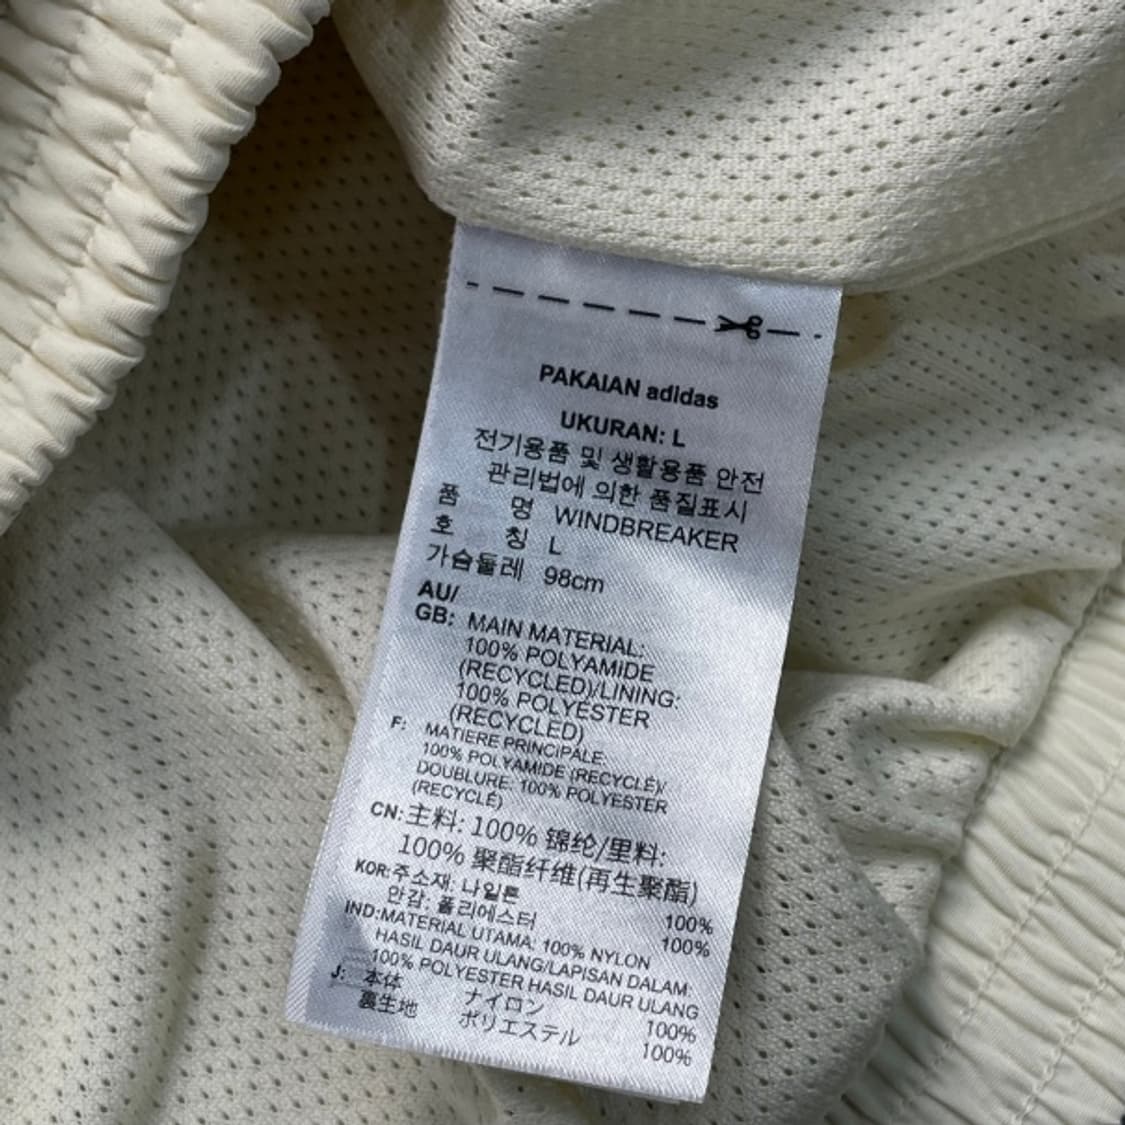 PAKAIAN adidas
UKURAN: L
전기용품 및 생활용품 안전
관리법에 의한 품질표시
품 명 WINDBREAKER
호 칭 L
가슴둘레 98cm
AU/
GB: MAIN MATERIAL:
100% POLYAMIDE
(RECYCLED)/LINING:
100% POLYESTER
(RECYCLED)
F: MATIERE PRINCIPALE:
100% POLYAMIDE (RECYCLÉ)/
DOUBLURE: 100% POLYESTER
(RECYCLÉ)
CN: 主料: 100% 锦纶/里料:
100% 聚酯纤维(再生聚酯)
KOR: 주소재: 나일론 100%
안감: 폴리에스터 100%
IND: MATERIAL UTAMA: 100% NYLON
HASIL DAUR ULANG/LAPISAN DALAM:
100% POLYESTER HASIL DAUR ULANG
J: 本体 ナイロン 100%
裏生地 ポリエステル 100%